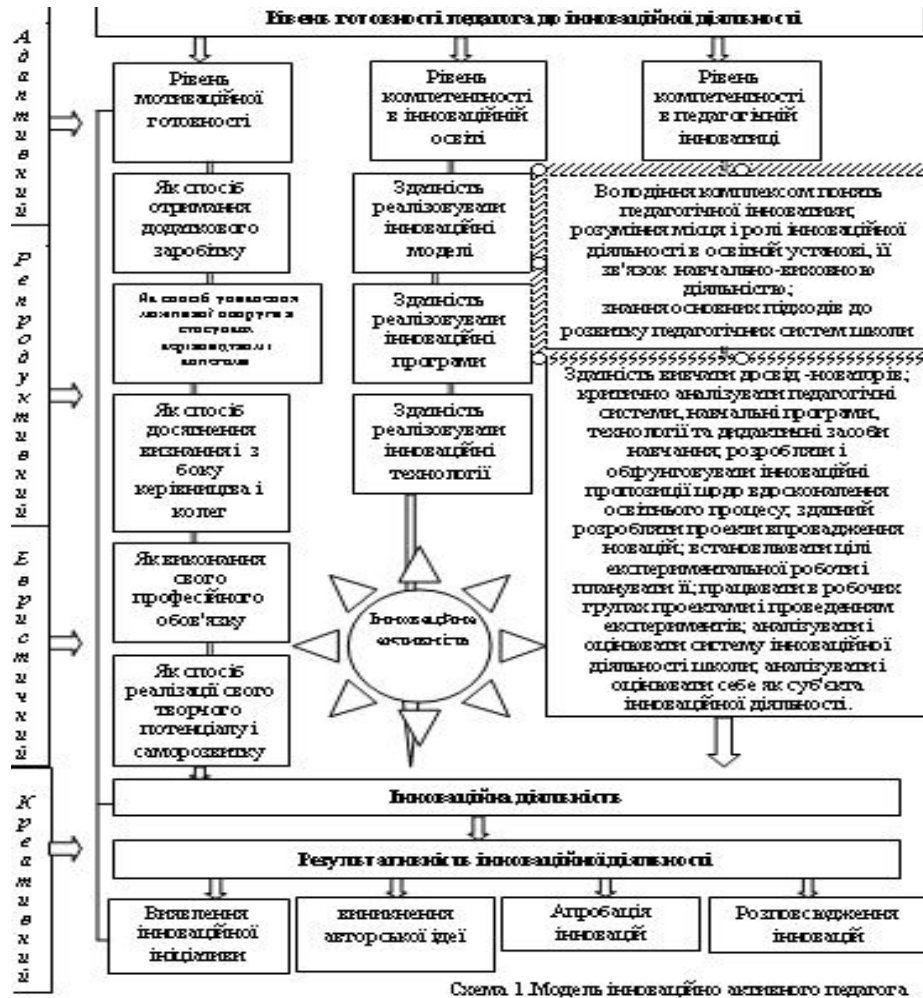 Рівень готовності педагога до інноваційної діяльності
Адаптивний
Репродуктивний
Евристичний
Креативний
Рівень
мотиваційної
готовності
Як спосіб
отримання
додаткового
заробітку
Як спосіб
Як спосіб
досягнення
визнання і з
боку
керівництва і
колег
Як виконання
свого
професійного
обов'язку
Як спосіб
реалізації свого
творчого
потенціалу і
саморозвитку
Рівень
компетентності
в інноваційній
освіті
Здатність
реалізовувати
інноваційні
моделі
Здатність
реалізовувати
інноваційні
програми
Здатність
реалізовувати
інноваційні
технології
Інноваційна
активність
Рівень
компетентності
в педагогічній
інноватиці
Володіння комплексом понять
педагогічної інноватики;
розуміння місця і ролі інноваційної
діяльності в освітній установі, її
зв'язок навчально-виховною
діяльністю;
знання основних підходів до
розвитку педагогічних систем школи
Здатність вивчати досвід -новаторів;
критично аналізувати педагогічні
системи, навчальні програми,
технології та дидактичні засоби
навчання; розробляти і
обґрунтовувати інноваційні
пропозиції щодо вдосконалення
освітнього процесу; здатний
розробляти проекти впровадження
новацій; встановлювати цілі
експериментальної роботи і
планувати її; працювати в робочих
групах проектами і проведенням
експериментів; аналізувати і
оцінювати систему інноваційної
діяльності школи; аналізувати і
оцінювати себе як суб'єкта
інноваційної діяльності.
Інноваційна діяльність
Результативність інноваційної діяльності
Виявлення
інноваційної
ініціативи
виникнення
авторської ідеї
Апробація
інновацій
Розповсюдження
інновацій
Схема 1.Модель інноваційно активного педагога